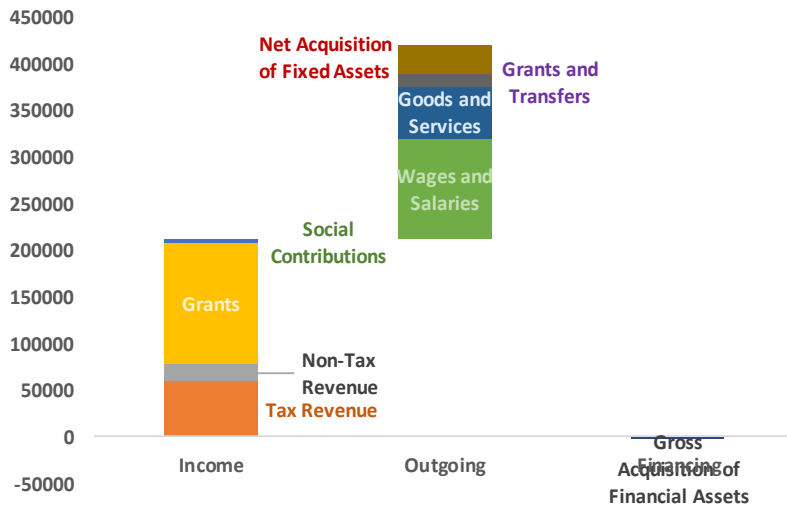 450000
400000
350000
300000
250000
200000
150000
100000
50000
0
-50000
Net Acquisition
of Fixed Assets
Grants and
Transfers
Goods and
Services
Wages and
Salaries
Social
Contributions
Grants
Non-Tax
Revenue
Tax Revenue
Income
Outgoing
Financing
Gross
Acquisition of
Financial Assets